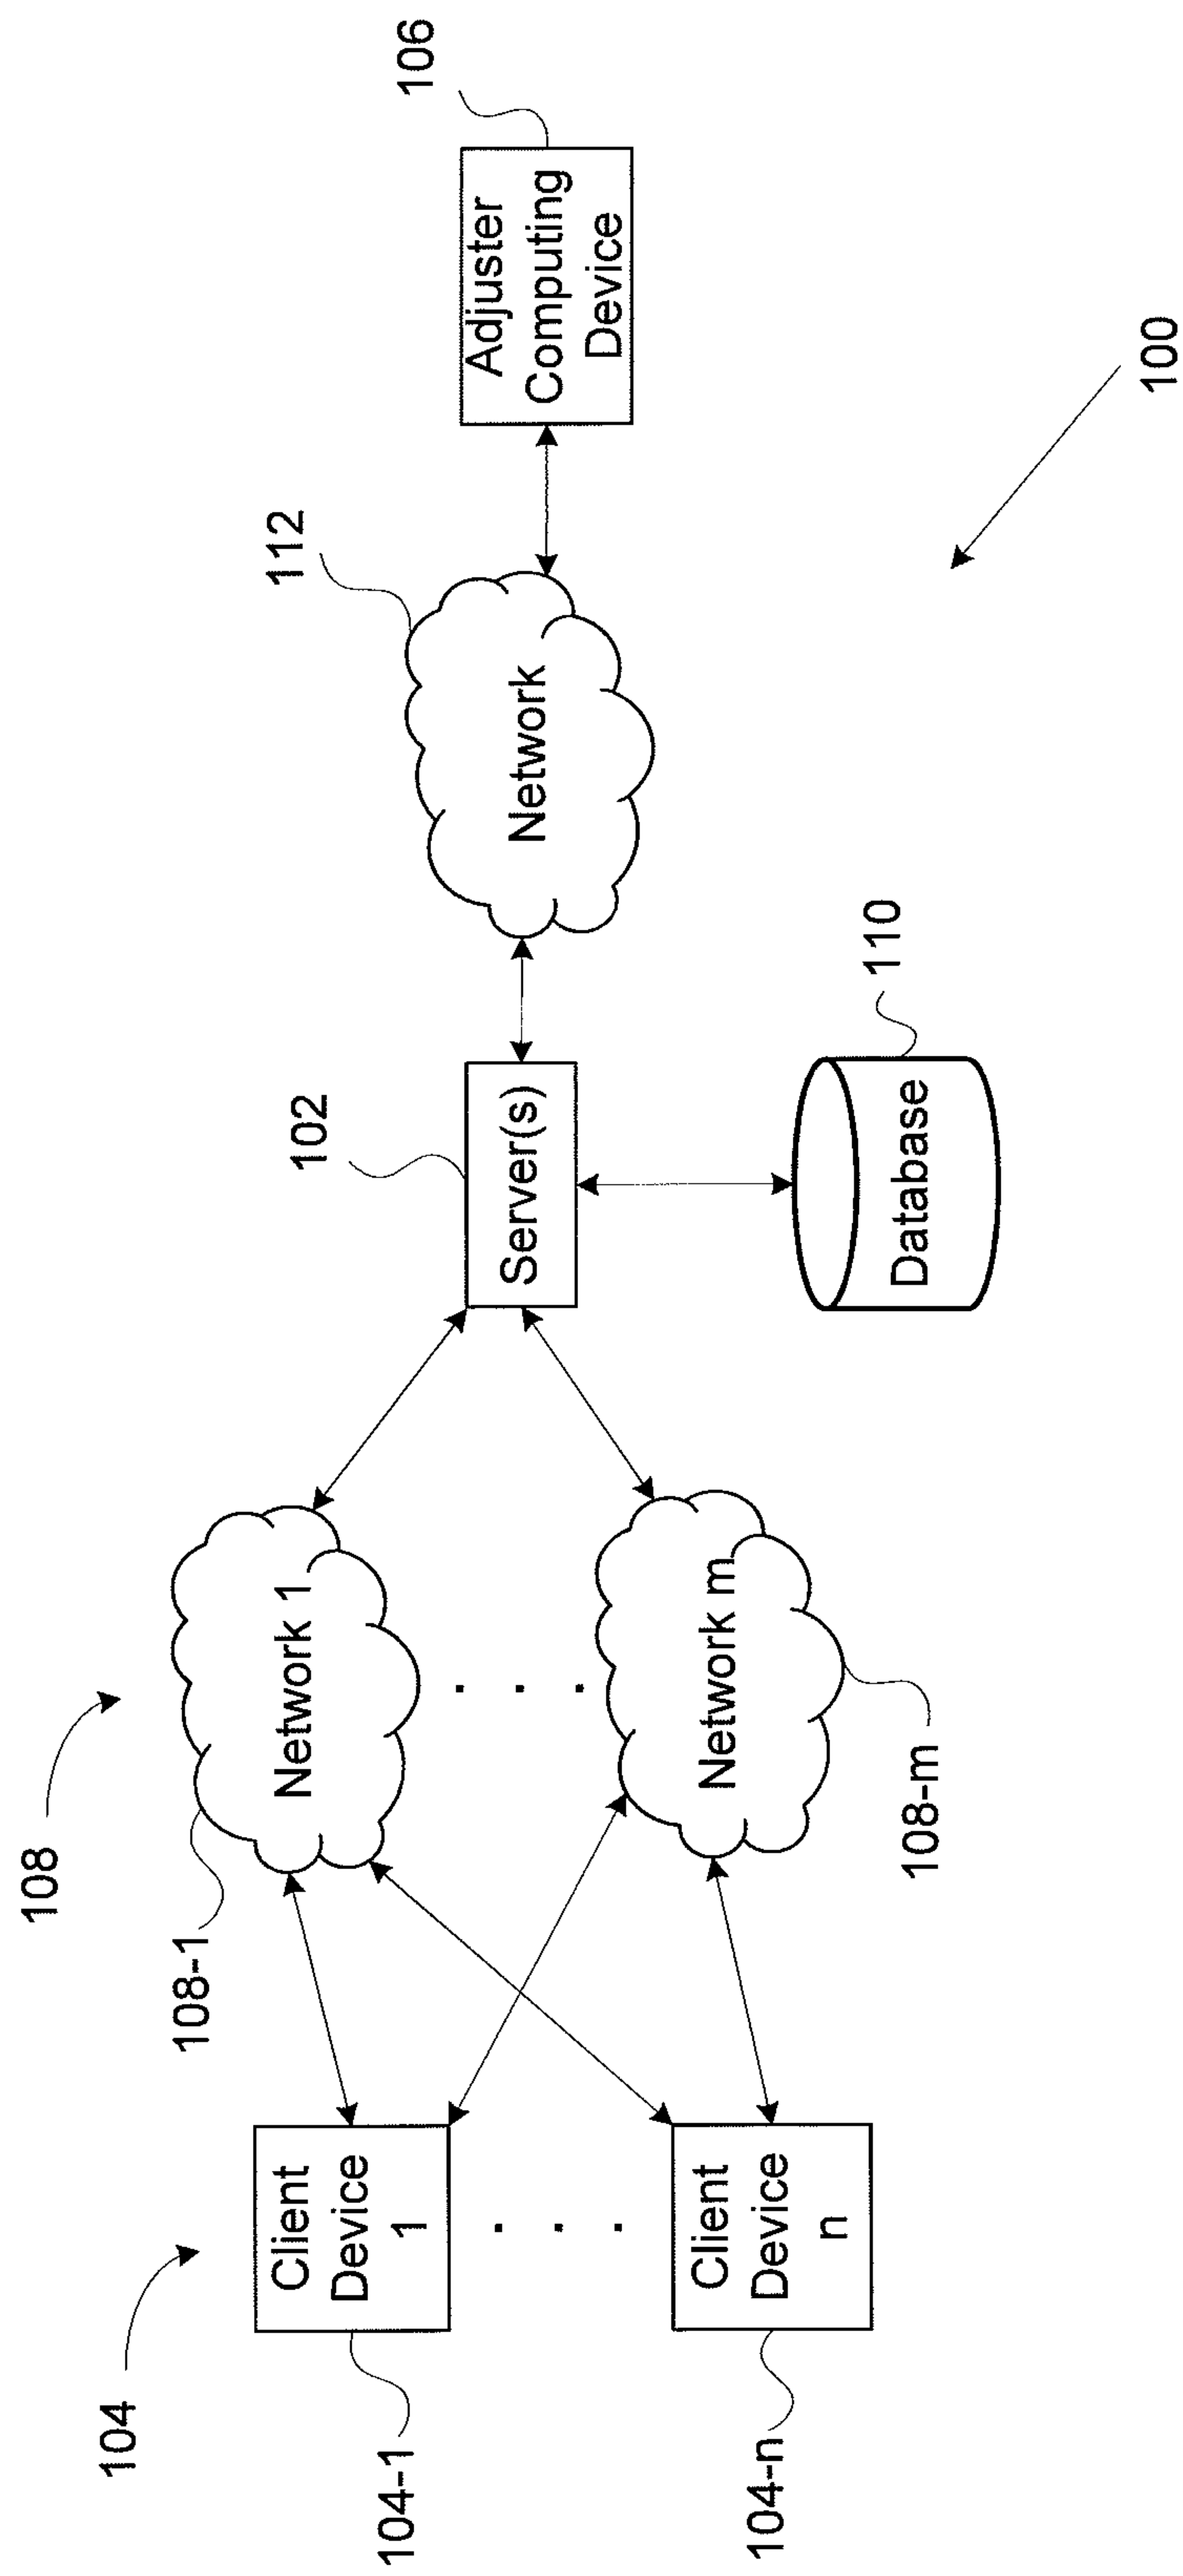 104
104-1
Client
Device
1
. . .
Client
Device
n
104-n
108
108-1
Network 1
. . .
Network m
108-m
102
Server(s)
Database
110
112
Network
106
Adjuster
Computing
Device
100